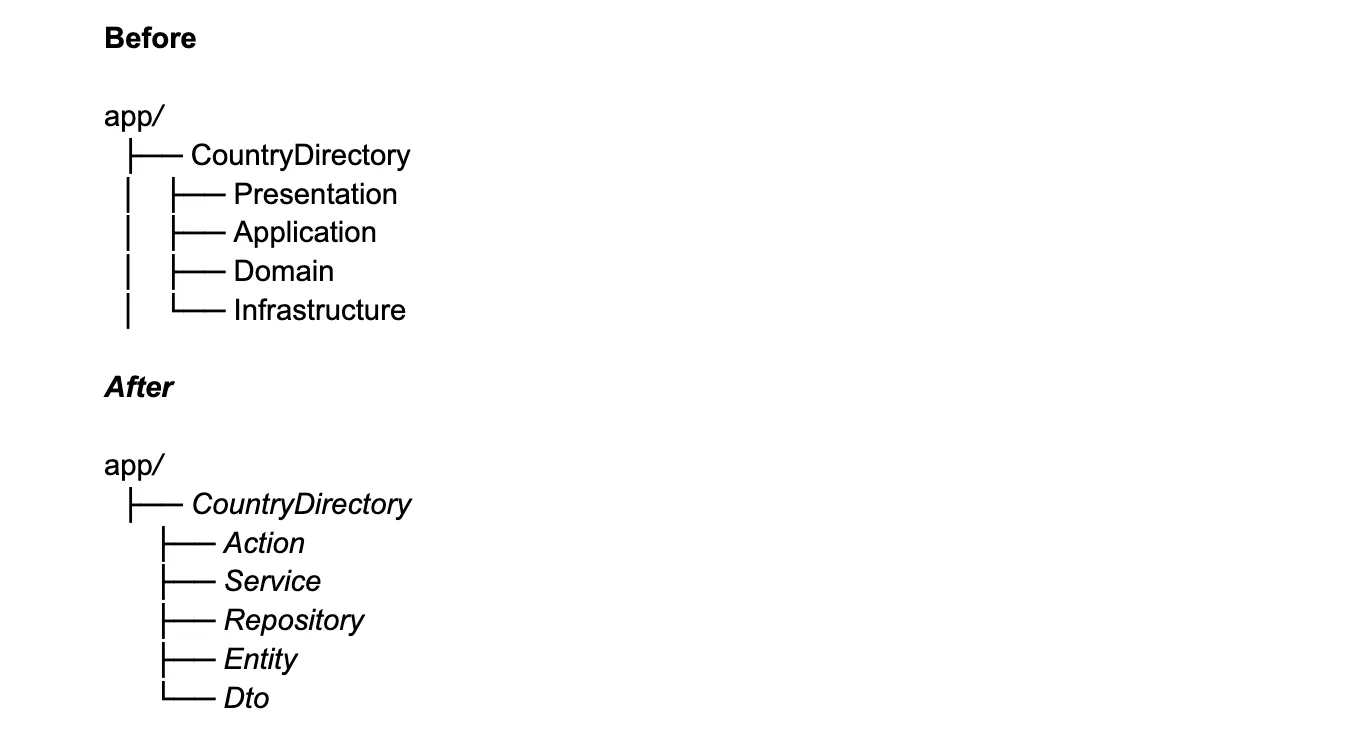 Before
app/
├── CountryDirectory
│ ├── Presentation
│ ├── Application
│ ├── Domain
│ └── Infrastructure
After
app/
├── CountryDirectory
├── Action
├── Service
├── Repository
├── Entity
└── Dto